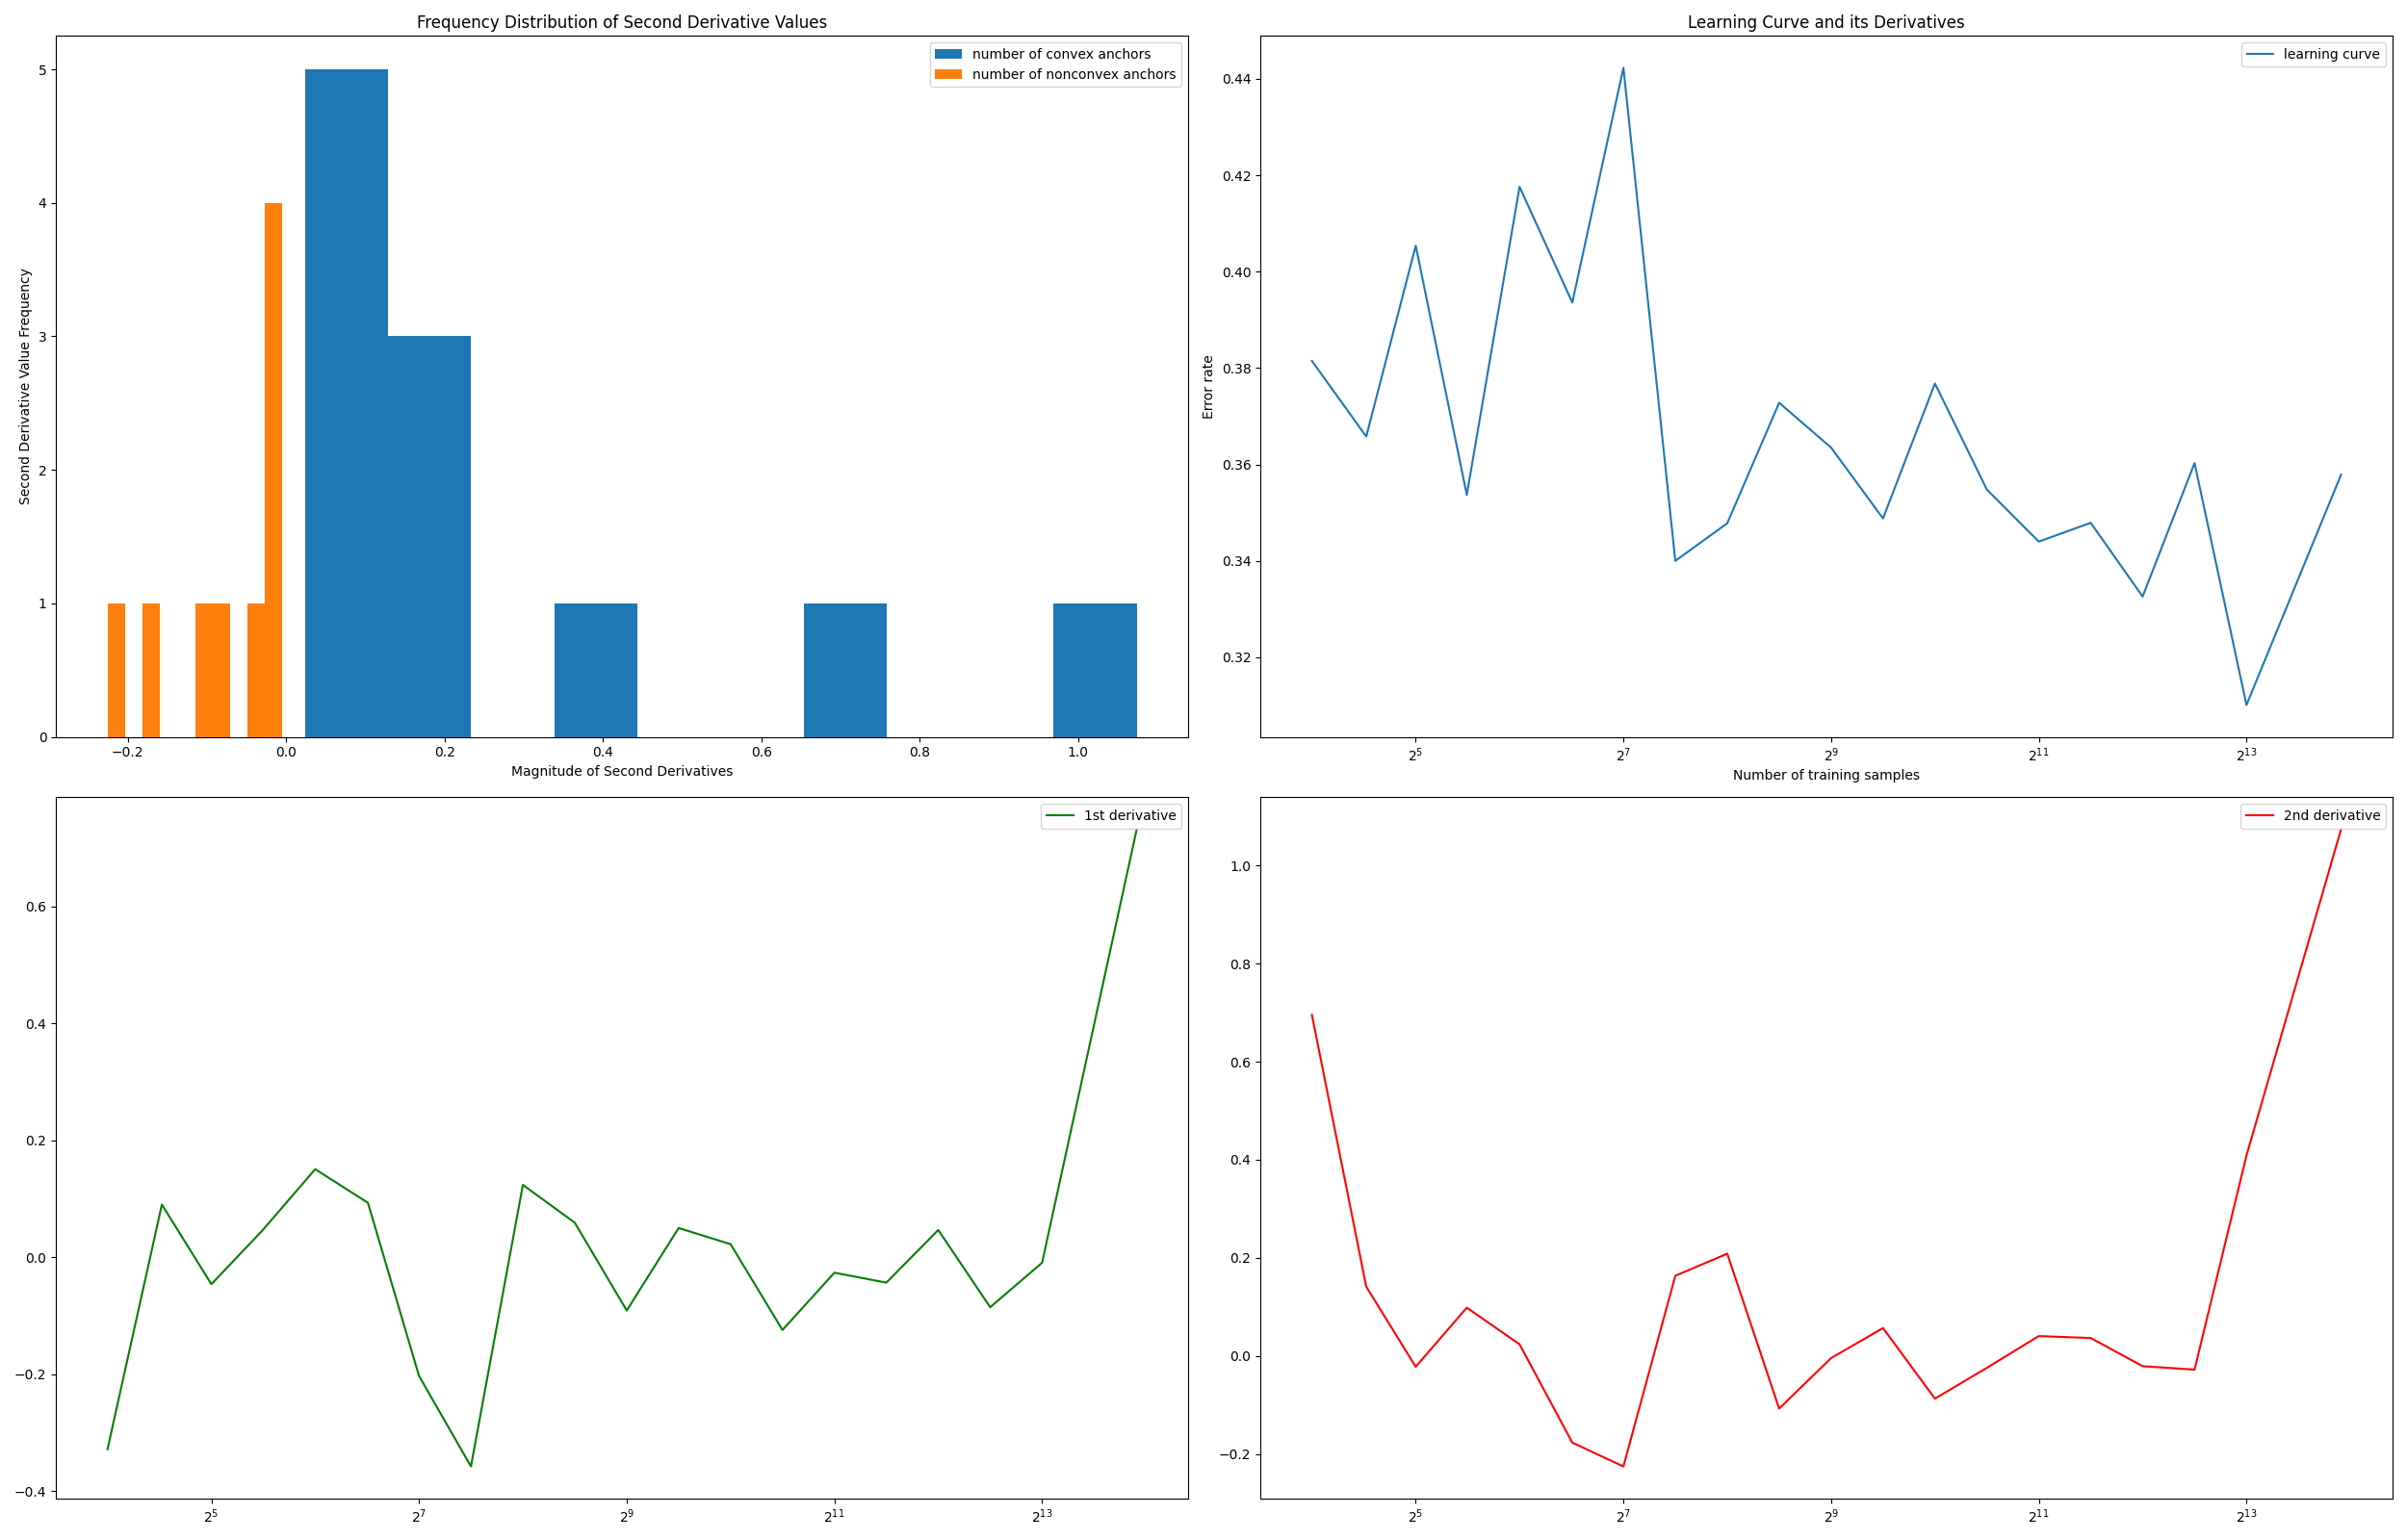 Frequency Distribution of Second Derivative Values
number of convex anchors
number of nonconvex anchors
Second Derivative Value Frequency
5
4
3
2
1
0
−0.2 0.0 0.2 0.4 0.6 0.8 1.0
Magnitude of Second Derivatives
Learning Curve and its Derivatives
learning curve
Error rate
0.44
0.42
0.40
0.38
0.36
0.34
0.32
2⁵ 2⁷ 2⁹ 2¹¹ 2¹³
Number of training samples
1st derivative
0.6
0.4
0.2
0.0
−0.2
−0.4
2⁵ 2⁷ 2⁹ 2¹¹ 2¹³
2nd derivative
1.0
0.8
0.6
0.4
0.2
0.0
−0.2
2⁵ 2⁷ 2⁹ 2¹¹ 2¹³